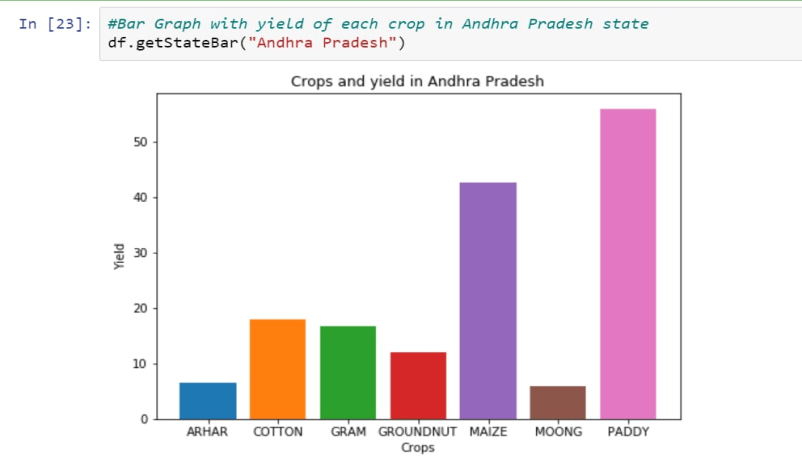 In [23]: #Bar Graph with yield of each crop in Andhra Pradesh state
df.getStateBar("Andhra Pradesh")
Crops and yield in Andhra Pradesh
50
40
30
20
10
0
Yield
ARHAR COTTON GRAM GROUNDNUT MAIZE MOONG PADDY
Crops